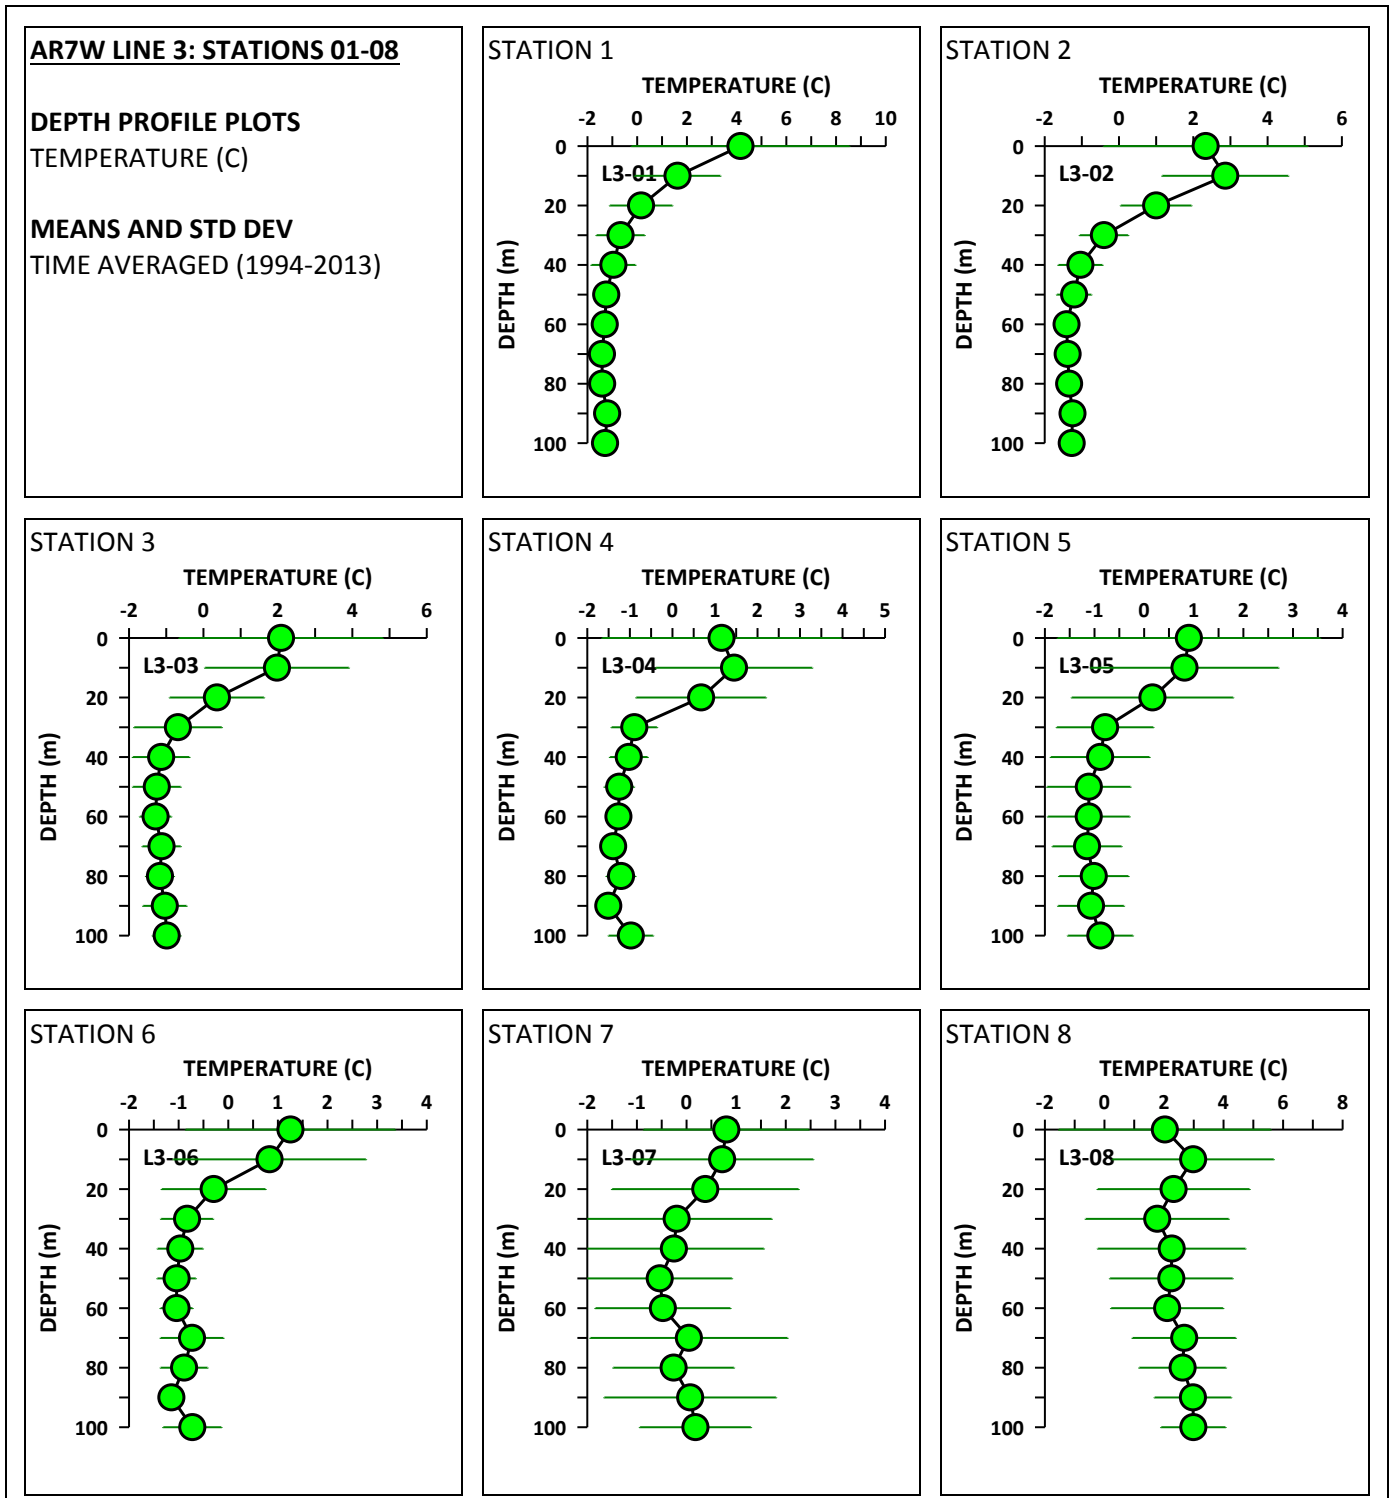 AR7W LINE 3: STATIONS 01-08
DEPTH PROFILE PLOTS
TEMPERATURE (C)
MEANS AND STD DEV
TIME AVERAGED (1994-2013)
STATION 1
TEMPERATURE (C)
-2 0 2 4 6 8 10
0
L3-01
20
40
60
80
100
DEPTH (m)
STATION 2
TEMPERATURE (C)
-2 0 2 4 6
0
L3-02
20
40
60
80
100
DEPTH (m)
STATION 3
TEMPERATURE (C)
-2 0 2 4 6
0
L3-03
20
40
60
80
100
DEPTH (m)
STATION 4
TEMPERATURE (C)
-2 -1 0 1 2 3 4 5
0
L3-04
20
40
60
80
100
DEPTH (m)
STATION 5
TEMPERATURE (C)
-2 -1 0 1 2 3 4
0
L3-05
20
40
60
80
100
DEPTH (m)
STATION 6
TEMPERATURE (C)
-2 -1 0 1 2 3 4
0
L3-06
20
40
60
80
100
DEPTH (m)
STATION 7
TEMPERATURE (C)
-2 -1 0 1 2 3 4
0
L3-07
20
40
60
80
100
DEPTH (m)
STATION 8
TEMPERATURE (C)
-2 0 2 4 6 8
0
L3-08
20
40
60
80
100
DEPTH (m)